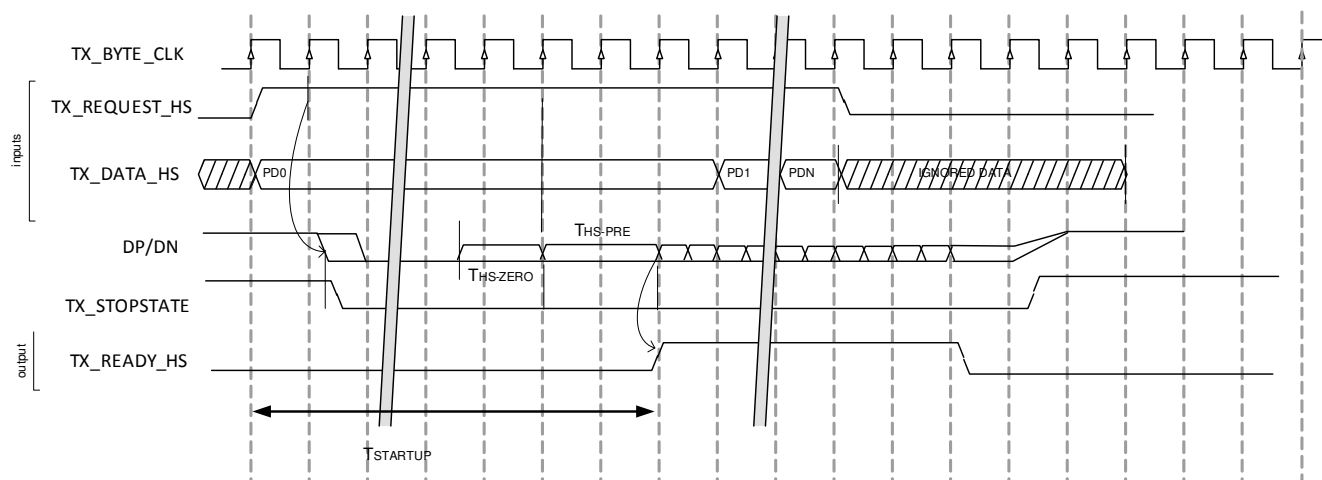 TX_BYTE_CLK
TX_REQUEST_HS
inputs
TX_DATA_HS
PD0
PD1
PDN
IGNORED DATA
DP/DN
THS-PRE
THS-ZERO
TX_STOPSTATE
output
TX_READY_HS
TSTARTUP